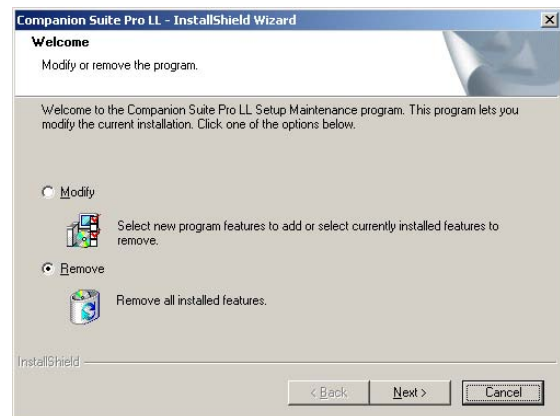 Companion Suite Pro LL - InstallShield Wizard
Welcome
Modify or remove the program.
Welcome to the Companion Suite Pro LL Setup Maintenance program. This program lets you
modify the current installation. Click one of the options below.
Modify
Select new program features to add or select currently installed features to
remove.
Remove
Remove all installed features.
InstallShield
< Back Next > Cancel